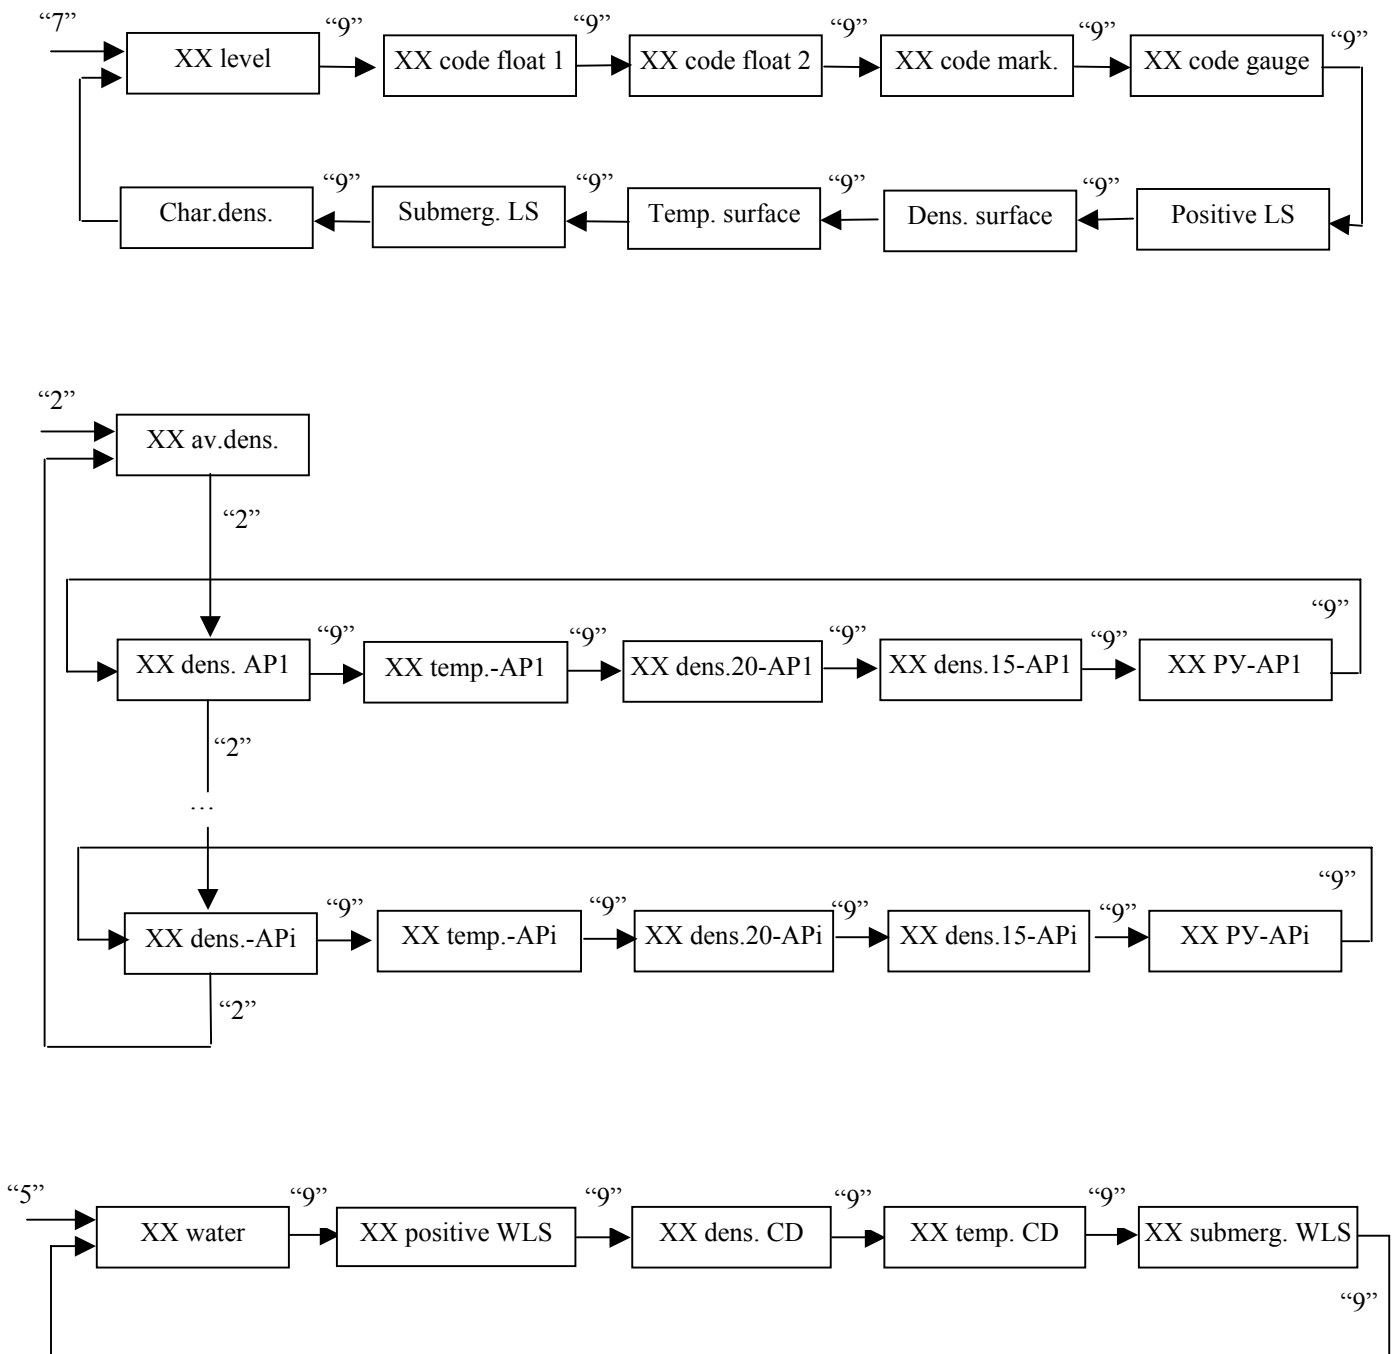 “7” XX level “9” XX code float 1 “9” XX code float 2 “9” XX code mark. “9” XX code gauge “9”
Char.dens. “9” Submerg. LS “9” Temp. surface “9” Dens. surface “9” Positive LS
“2”
XX av.dens.
“2”
“9”
XX dens. AP1 “9” XX temp.-AP1 “9” XX dens.20-AP1 “9” XX dens.15-AP1 “9” XX РУ-AP1
“2”
…
“9”
XX dens.-APi “9” XX temp.-APi “9” XX dens.20-APi “9” XX dens.15-APi “9” XX РУ-APi
“2”
“5” XX water “9” XX positive WLS “9” XX dens. CD “9” XX temp. CD “9” XX submerg. WLS
“9”